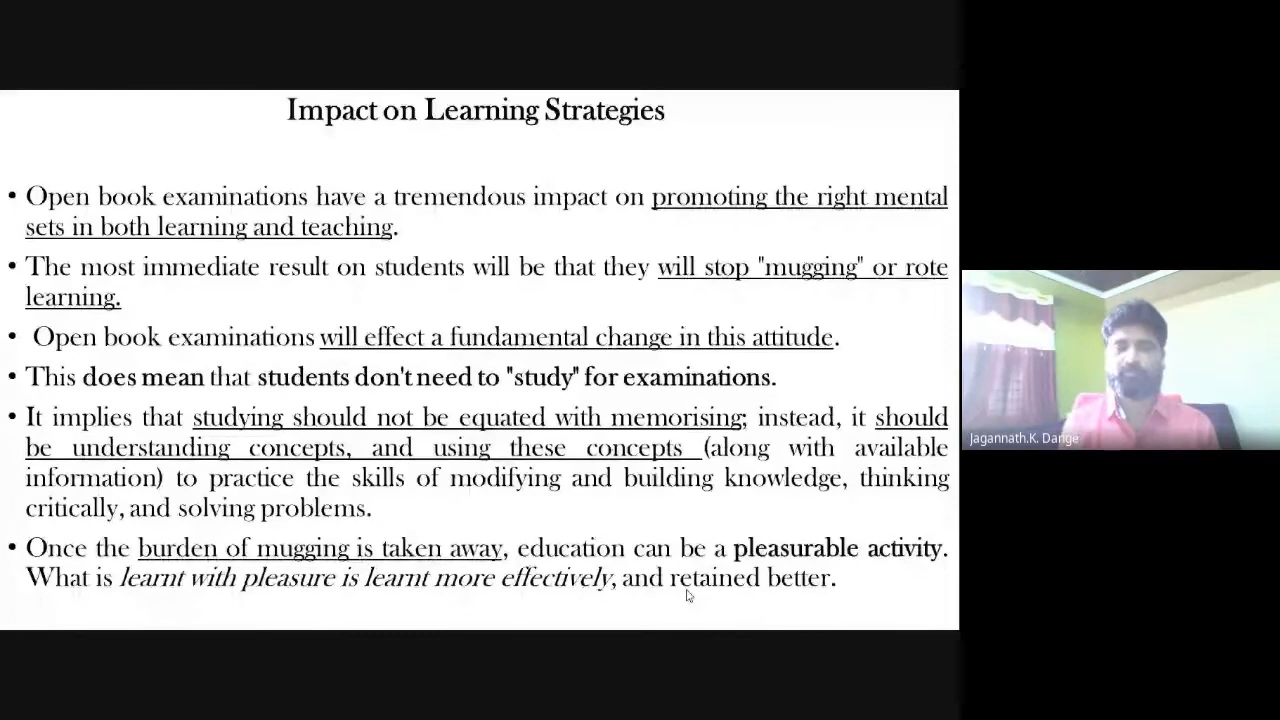 Impact on Learning Strategies
• Open book examinations have a tremendous impact on promoting the right mental
sets in both learning and teaching.
• The most immediate result on students will be that they will stop "mugging" or rote
learning.
• Open book examinations will effect a fundamental change in this attitude.
• This does mean that students don't need to "study" for examinations.
• It implies that studying should not be equated with memorising; instead, it should
be understanding concepts, and using these concepts (along with available
information) to practice the skills of modifying and building knowledge, thinking
critically, and solving problems.
• Once the burden of mugging is taken away, education can be a pleasurable activity.
What is learnt with pleasure is learnt more effectively, and retained better.
Jagannath.K. Dange